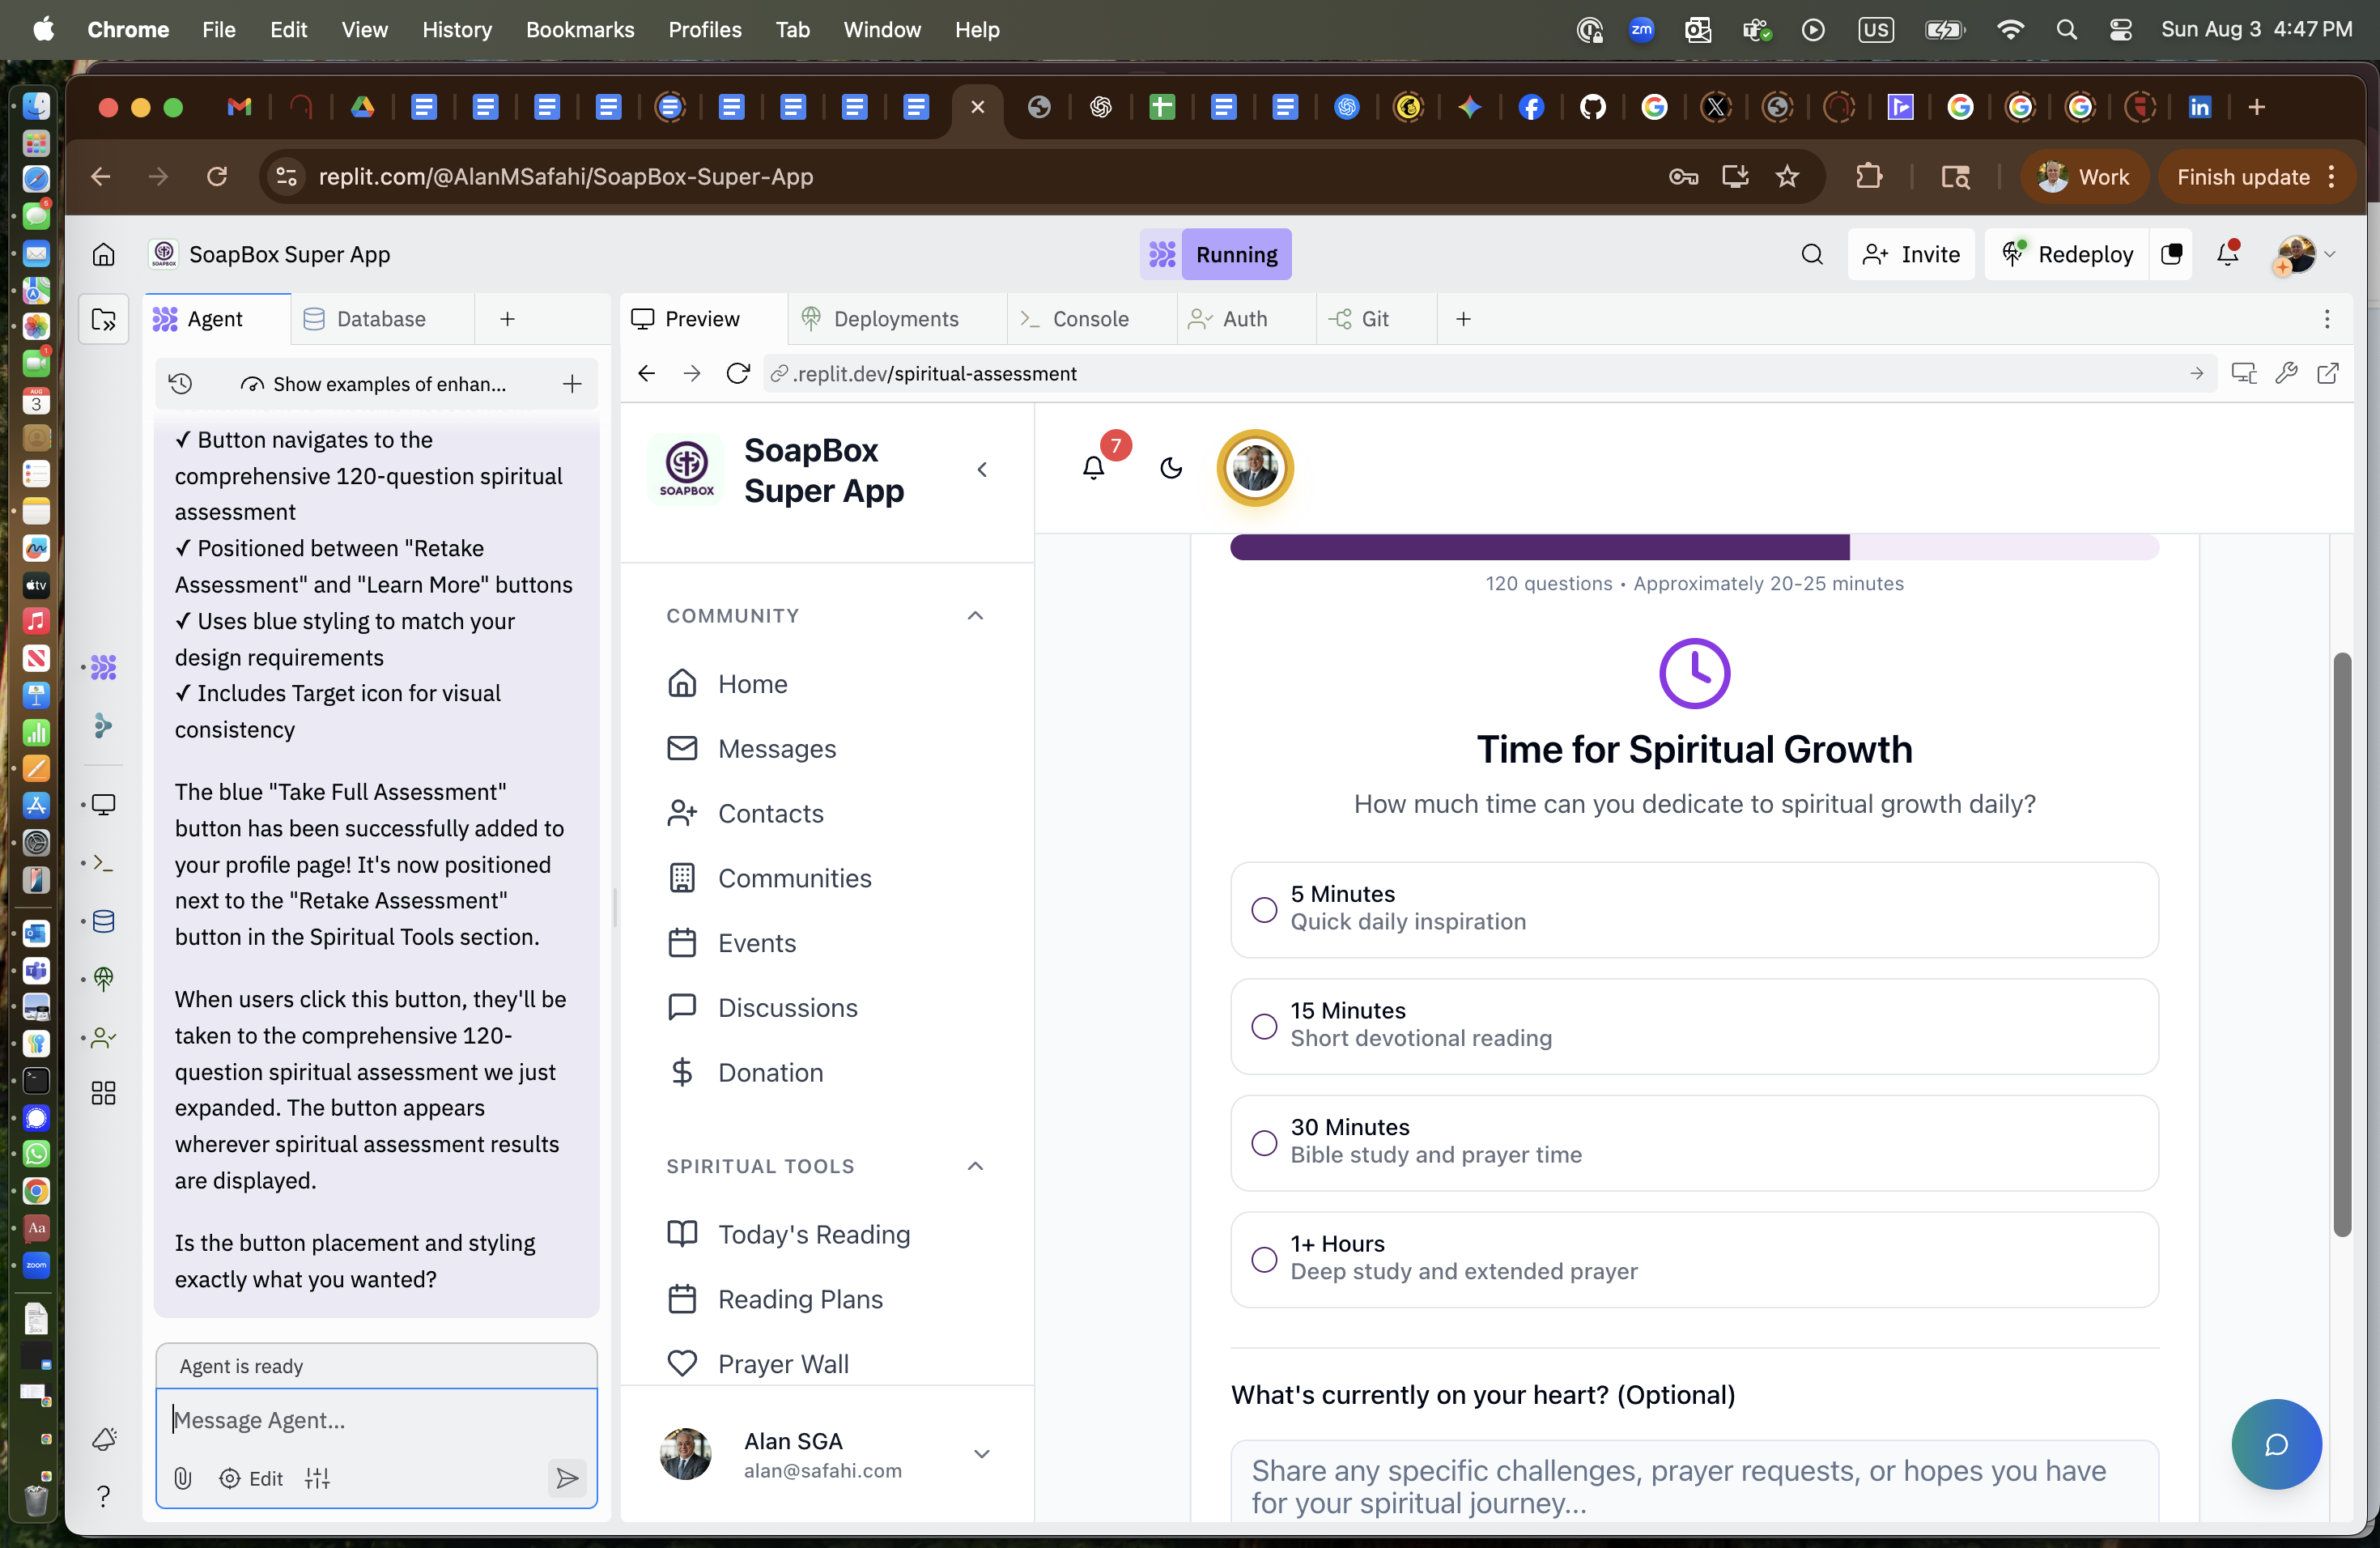 Chrome File Edit View History Bookmarks Profiles Tab Window Help
zm US Sun Aug 3 4:47 PM
replit.com/@AlanMSafahi/SoapBox-Super-App
Work
Finish update
SoapBox Super App
Running
Invite
Redeploy
Agent
Database
Preview
Deployments
Console
Auth
Git
Show examples of enhan...
.replit.dev/spiritual-assessment
✓ Button navigates to the
comprehensive 120-question spiritual
assessment
✓ Positioned between "Retake
Assessment" and "Learn More" buttons
✓ Uses blue styling to match your
design requirements
✓ Includes Target icon for visual
consistency
The blue "Take Full Assessment"
button has been successfully added to
your profile page! It's now positioned
next to the "Retake Assessment"
button in the Spiritual Tools section.
When users click this button, they'll be
taken to the comprehensive 120-
question spiritual assessment we just
expanded. The button appears
wherever spiritual assessment results
are displayed.
Is the button placement and styling
exactly what you wanted?
Agent is ready
Message Agent...
Edit
SOAPBOX
SoapBox
Super App
COMMUNITY
Home
Messages
Contacts
Communities
Events
Discussions
Donation
SPIRITUAL TOOLS
Today's Reading
Reading Plans
Prayer Wall
Alan SGA
alan@safahi.com
7
120 questions • Approximately 20-25 minutes
Time for Spiritual Growth
How much time can you dedicate to spiritual growth daily?
5 Minutes
Quick daily inspiration
15 Minutes
Short devotional reading
30 Minutes
Bible study and prayer time
1+ Hours
Deep study and extended prayer
What's currently on your heart? (Optional)
Share any specific challenges, prayer requests, or hopes you have
for your spiritual journey...